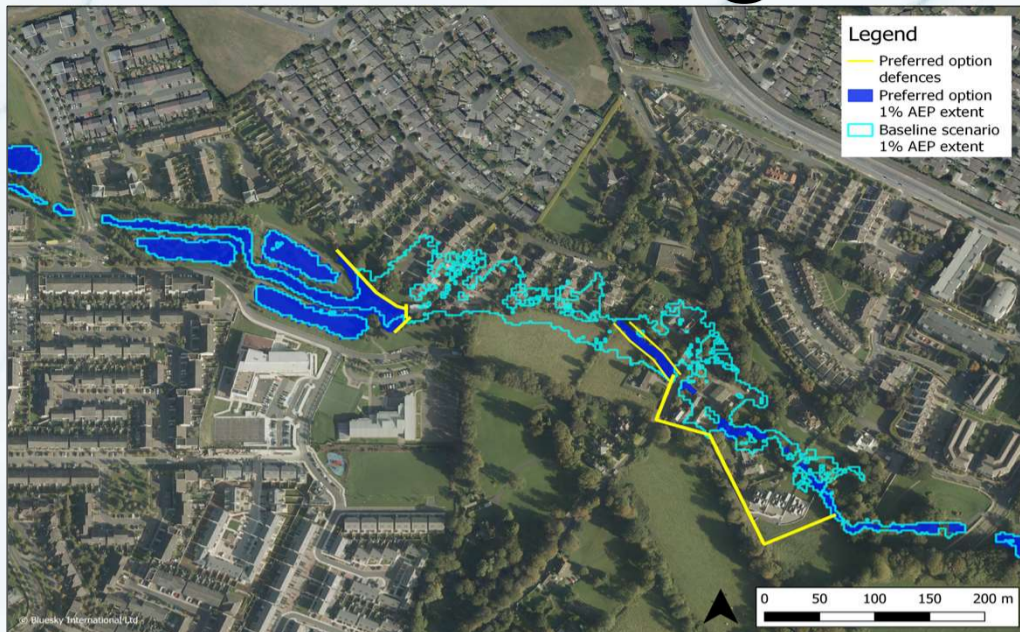 Legend
Preferred option
defences
Preferred option
1% AEP extent
Baseline scenario
1% AEP extent
0 50 100 150 200 m
© Bluesky International Ltd